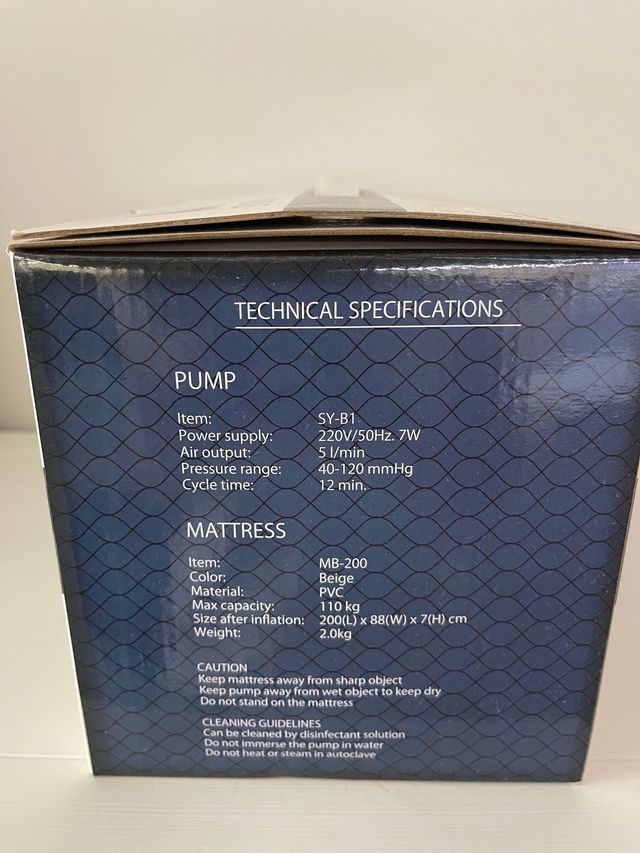 TECHNICAL SPECIFICATIONS
PUMP
Item: SY-B1
Power supply: 220V/50Hz. 7W
Air output: 5 l/min
Pressure range: 40-120 mmHg
Cycle time: 12 min.
MATTRESS
Item: MB-200
Color: Beige
Material: PVC
Max capacity: 110 kg
Size after inflation: 200(L) x 88(W) x 7(H) cm
Weight: 2.0kg
CAUTION
Keep mattress away from sharp object
Keep pump away from wet object to keep dry
Do not stand on the mattress
CLEANING GUIDELINES
Can be cleaned by disinfectant solution
Do not immerse the pump in water
Do not heat or steam in autoclave